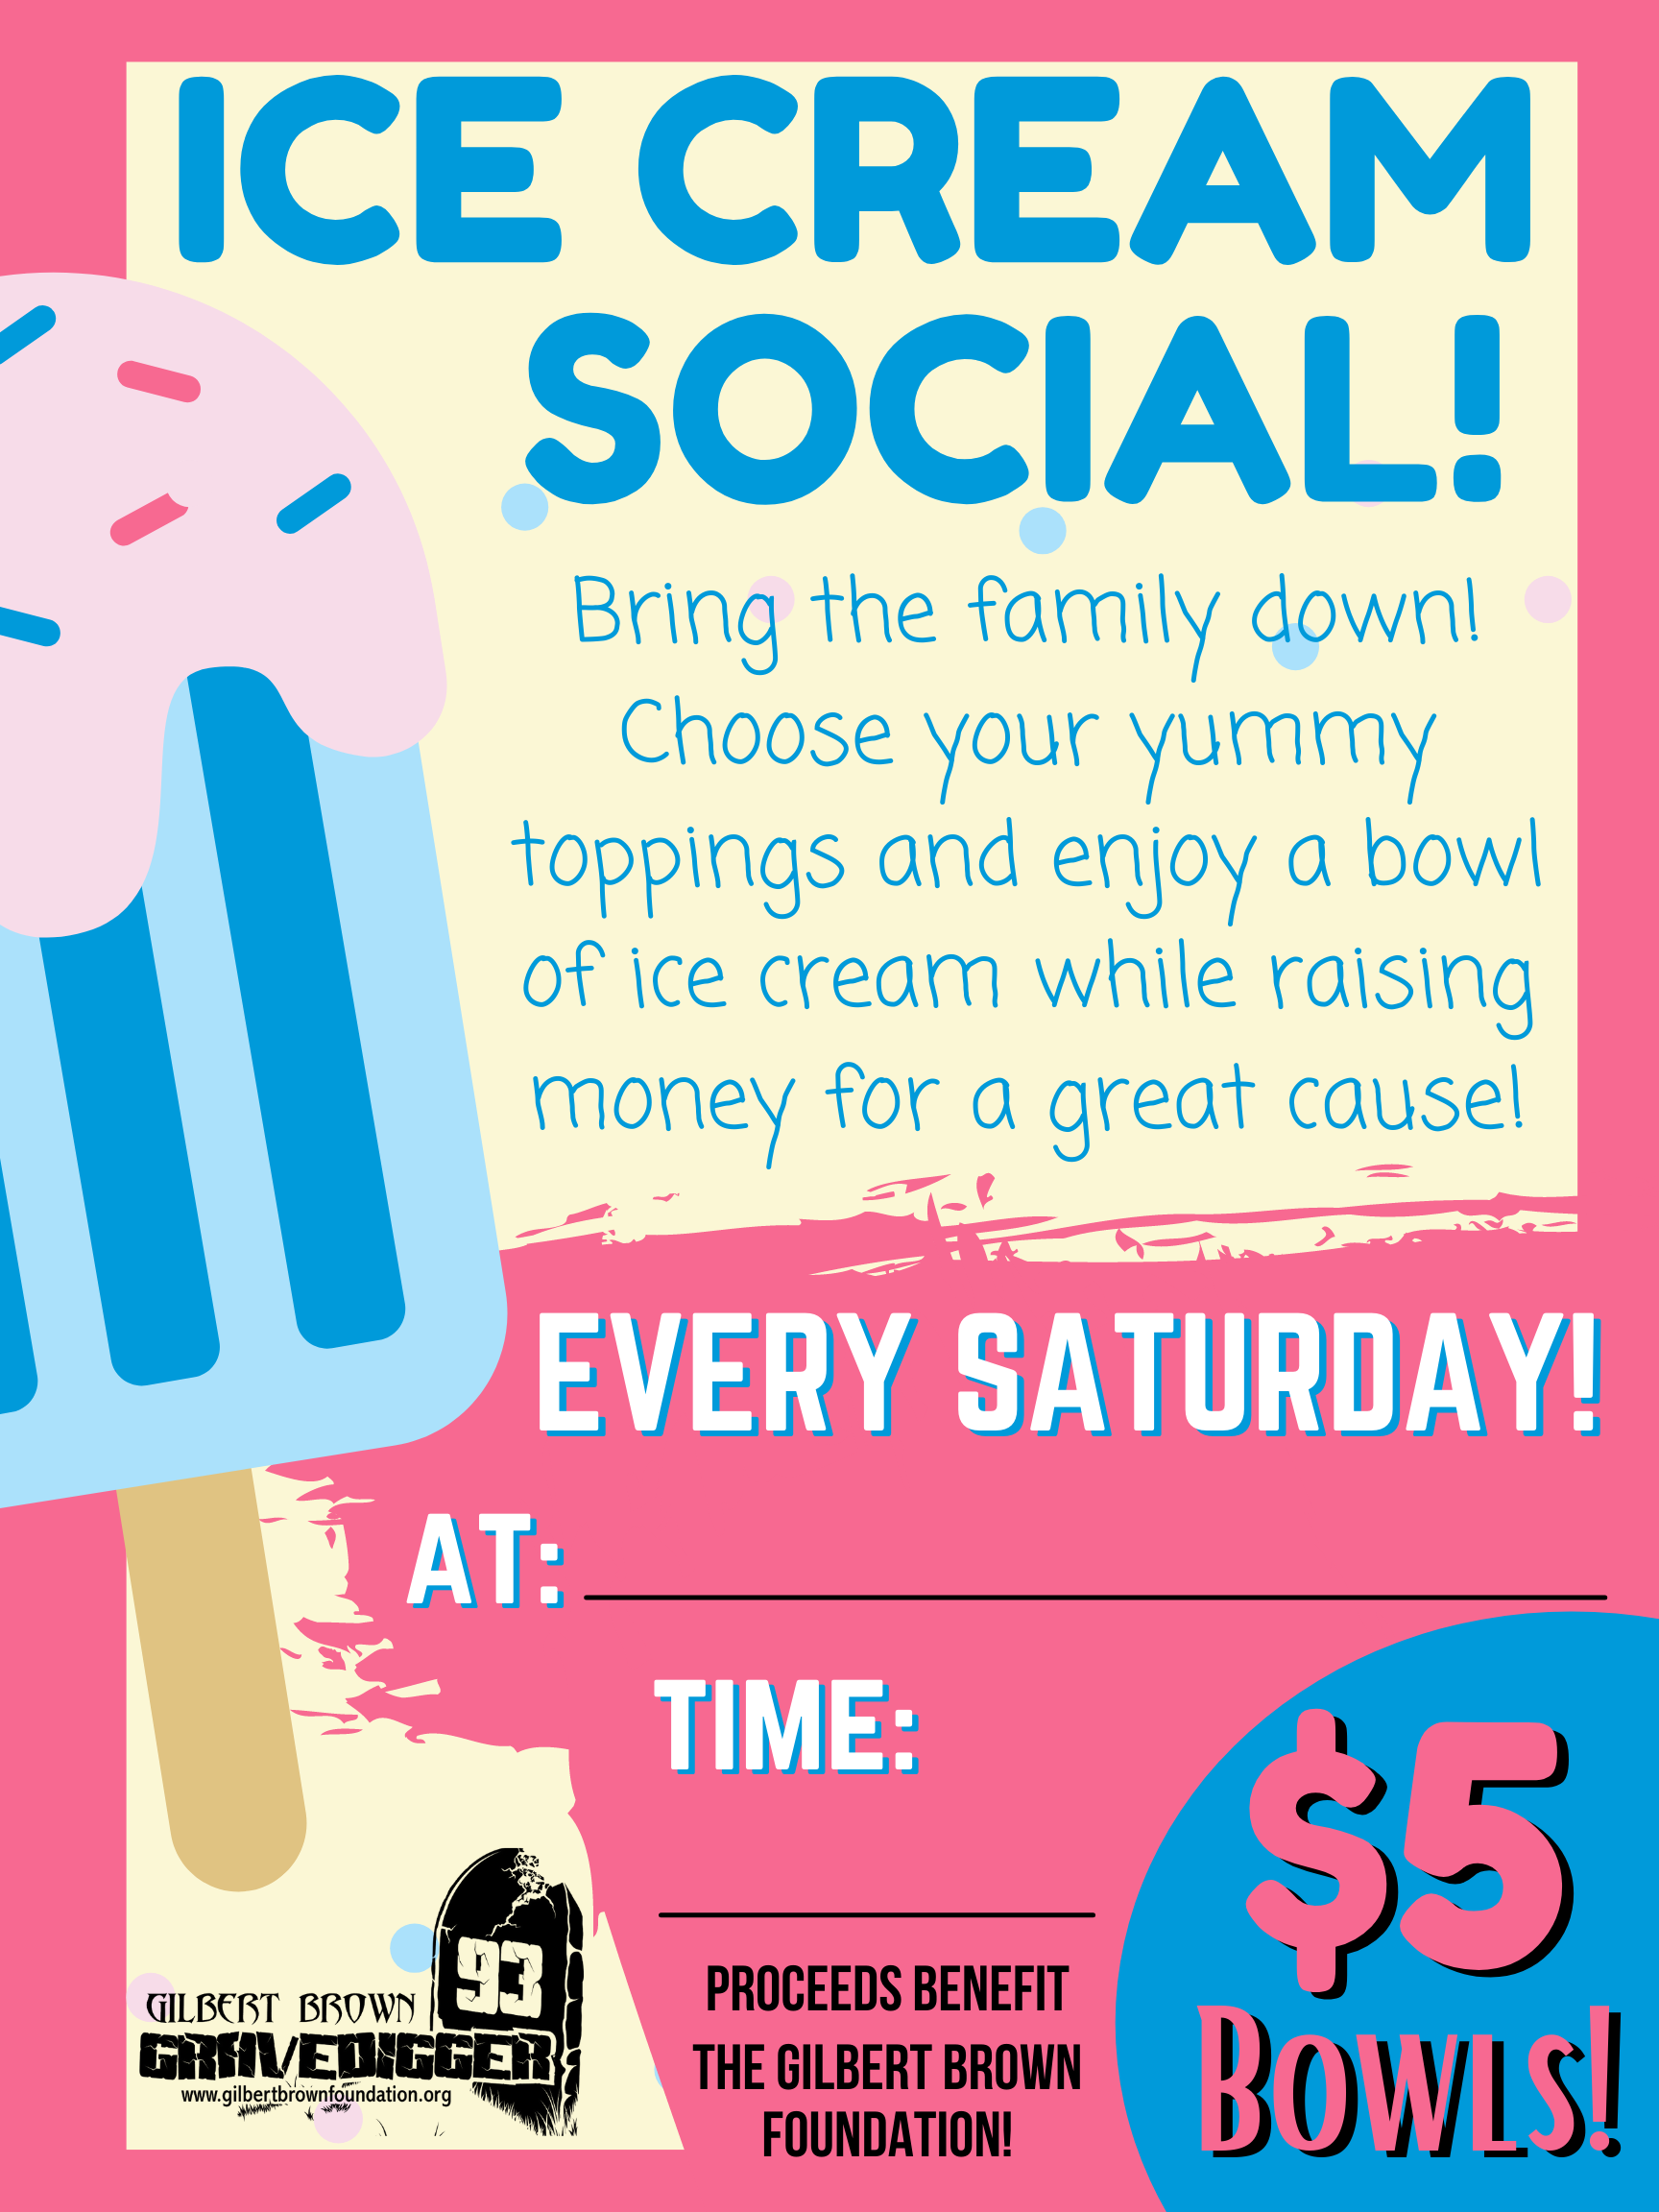 ICE CREAM
SOCIAL!
Bring the family down!
Choose your yummy
toppings and enjoy a bowl
of ice cream while raising
money for a great cause!
EVERY SATURDAY!
AT:
TIME:
$5
BOWLS!
PROCEEDS BENEFIT
THE GILBERT BROWN
FOUNDATION!
93
GILBERT BROWN
GRAVEDIGGER
www.gilbertbrownfoundation.org